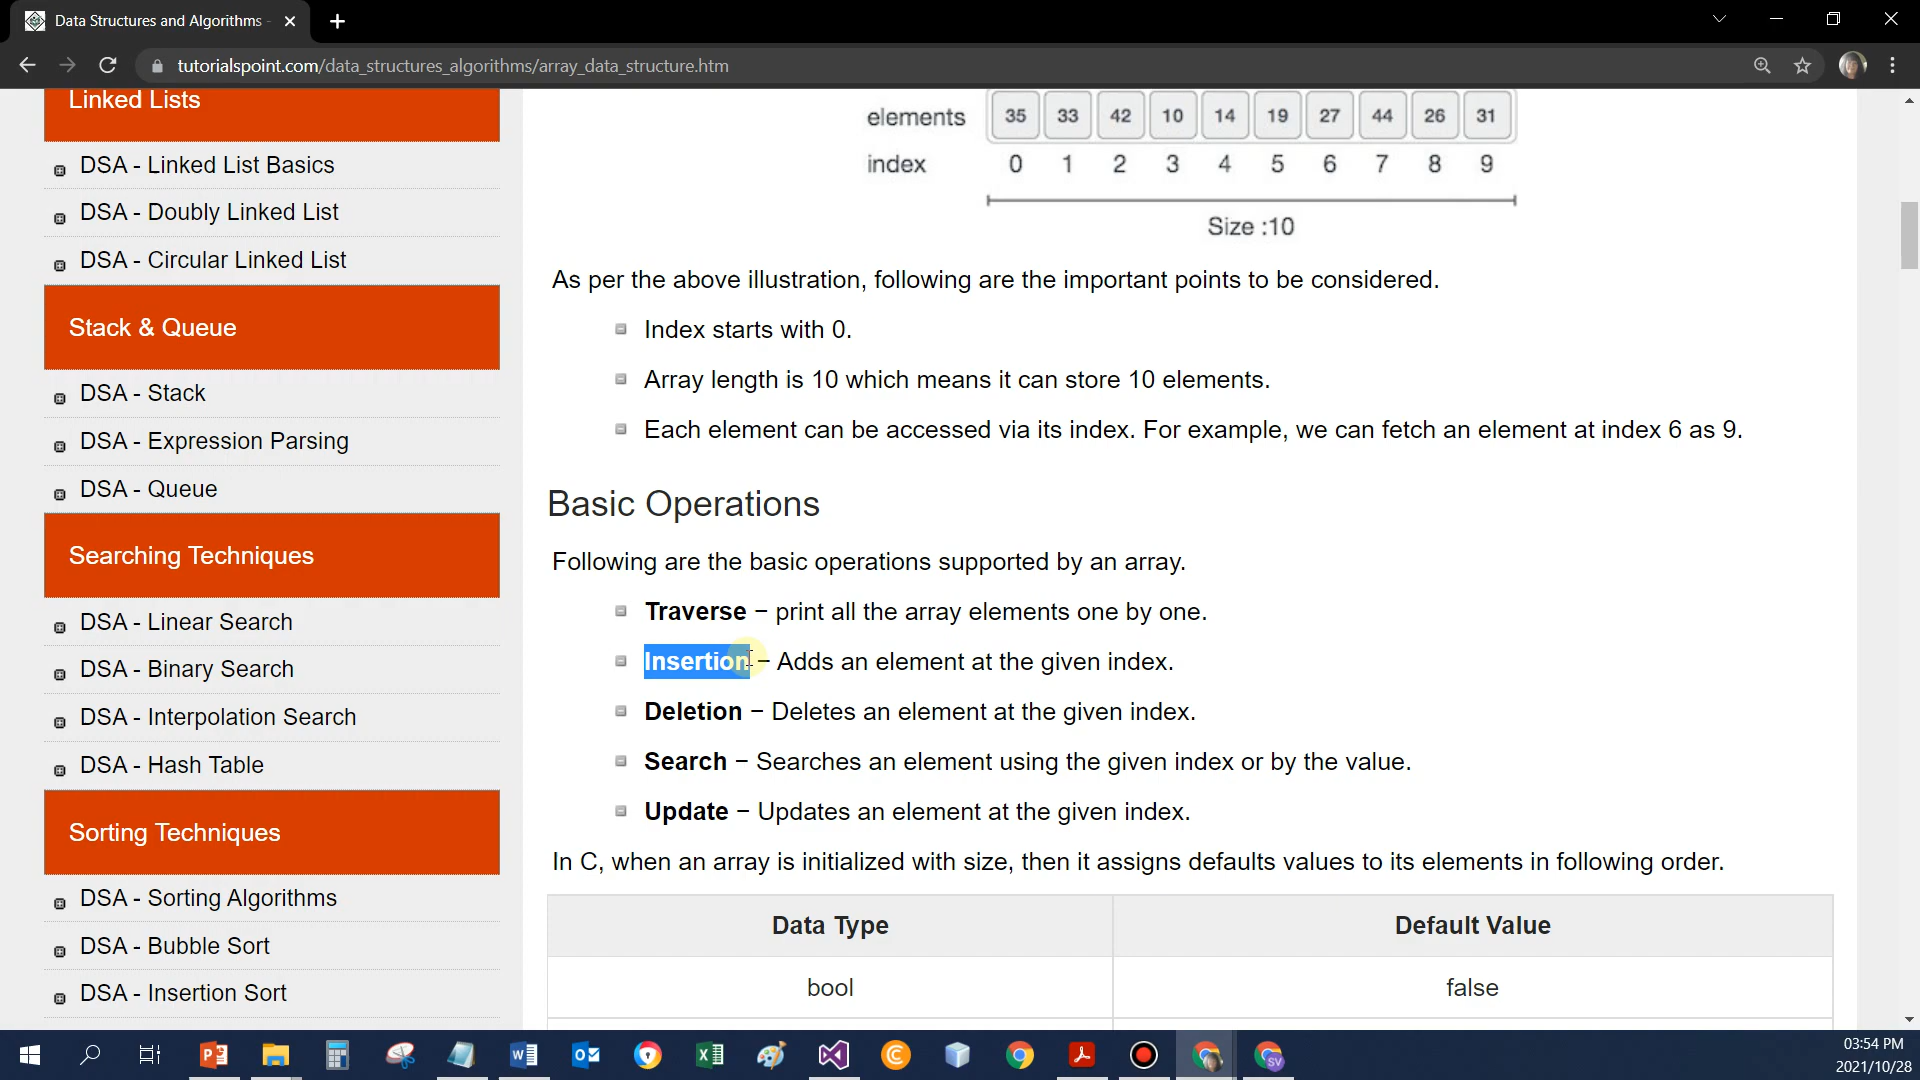 Data Structures and Algorithms -
tutorialspoint.com/data_structures_algorithms/array_data_structure.htm
Linked Lists
DSA - Linked List Basics
DSA - Doubly Linked List
DSA - Circular Linked List
Stack & Queue
DSA - Stack
DSA - Expression Parsing
DSA - Queue
Searching Techniques
DSA - Linear Search
DSA - Binary Search
DSA - Interpolation Search
DSA - Hash Table
Sorting Techniques
DSA - Sorting Algorithms
DSA - Bubble Sort
DSA - Insertion Sort
elements 35 33 42 10 14 19 27 44 26 31
index 0 1 2 3 4 5 6 7 8 9
Size :10
As per the above illustration, following are the important points to be considered.
Index starts with 0.
Array length is 10 which means it can store 10 elements.
Each element can be accessed via its index. For example, we can fetch an element at index 6 as 9.
Basic Operations
Following are the basic operations supported by an array.
Traverse − print all the array elements one by one.
Insertion − Adds an element at the given index.
Deletion − Deletes an element at the given index.
Search − Searches an element using the given index or by the value.
Update − Updates an element at the given index.
In C, when an array is initialized with size, then it assigns defaults values to its elements in following order.
Data Type Default Value
bool false
03:54 PM
2021/10/28